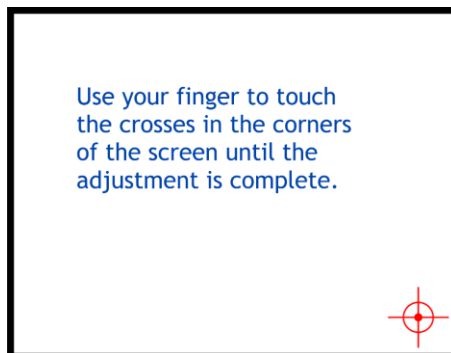 Use your finger to touch
the crosses in the corners
of the screen until the
adjustment is complete.